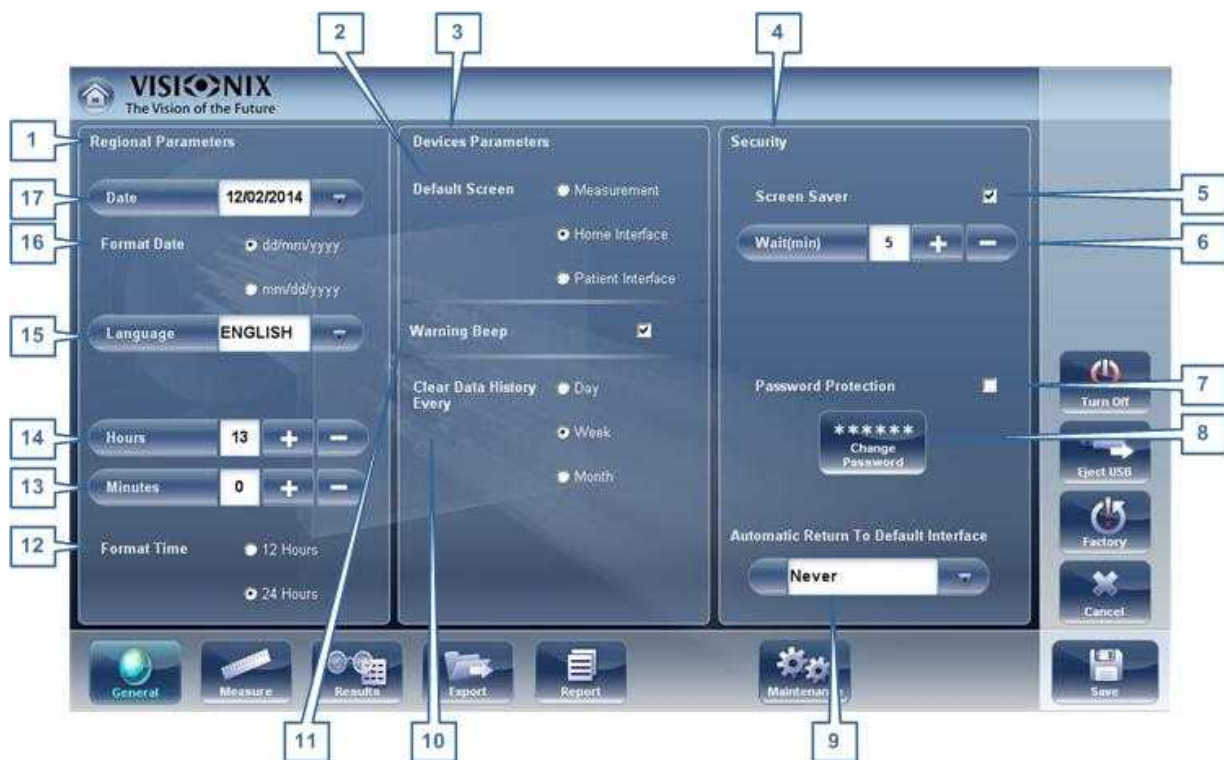 2
3
4
VISIONIX
The Vision of the Future
1
Regional Parameters
17
Date
12/02/2014
16
Format Date
dd/mm/yyyy
mm/dd/yyyy
15
Language
ENGLISH
14
Hours
13
+
-
13
Minutes
0
+
-
12
Format Time
12 Hours
24 Hours
Devices Parameters
Default Screen
Measurement
Home Interface
Patient Interface
Warning Beep
Clear Data History
Every
Day
Week
Month
Security
Screen Saver
5
Wait(min)
5
+
-
6
Password Protection
7
******
Change
Password
8
Automatic Return To Default Interface
Never
Turn Off
Eject USB
Factory
Cancel
General
Measure
Results
Export
Report
Maintenance
Save
11
10
9